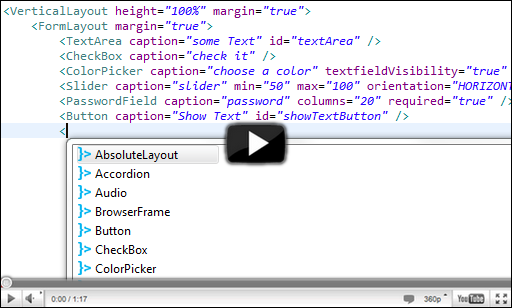 <VerticalLayout height="100%" margin="true">
<FormLayout margin="true">
<TextArea caption="some Text" id="textArea" />
<CheckBox caption="check it" />
<ColorPicker caption="choose a color" textfieldVisibility="true"
<Slider caption="slider" min="50" max="100" orientation="HORIZONT
<PasswordField caption="password" columns="20" required="true" />
<Button caption="Show Text" id="showTextButton" />
<
AbsoluteLayout
Accordion
Audio
BrowserFrame
Button
CheckBox
ColorPicker
0:00 / 1:17 360p YouTube